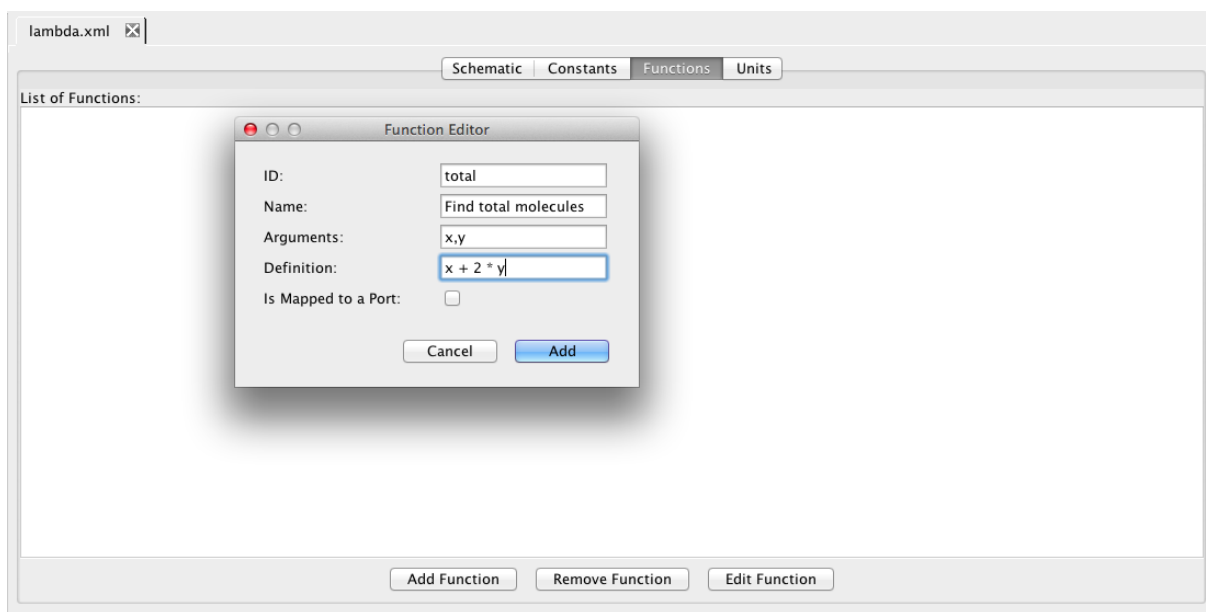 lambda.xml
Schematic Constants Functions Units
List of Functions:
Function Editor
ID: total
Name: Find total molecules
Arguments: x,y
Definition: x + 2 * y
Is Mapped to a Port:
Cancel Add
Add Function Remove Function Edit Function